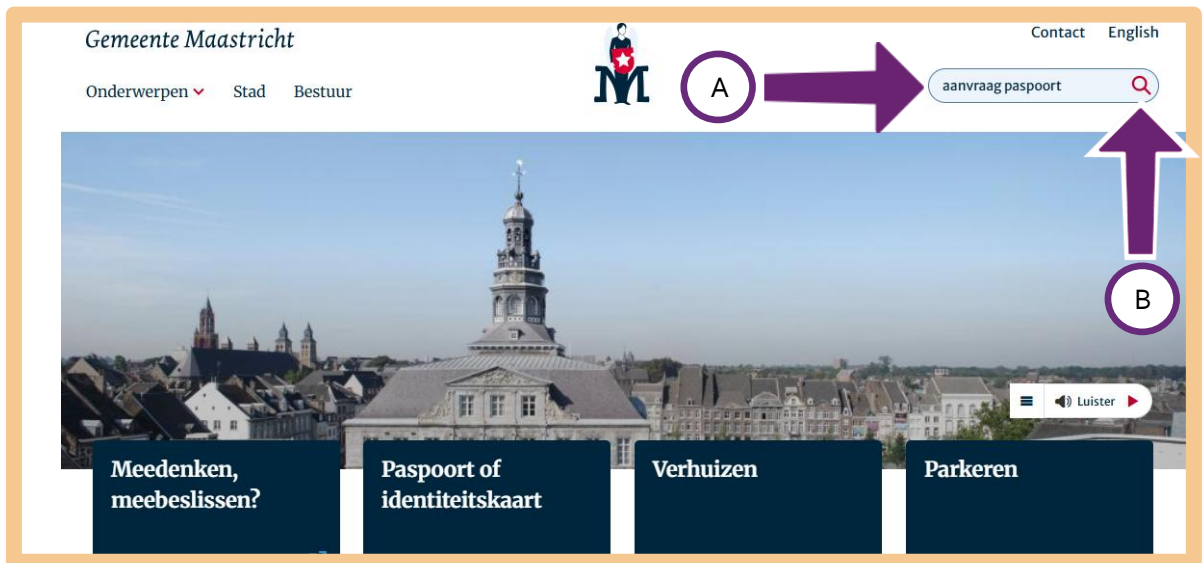 Gemeente Maastricht
Contact English
Onderwerpen Stad Bestuur
M
A
aanvraag paspoort
B
Luister
Meedenken,
meebeslissen?
Paspoort of
identiteitskaart
Verhuizen
Parkeren